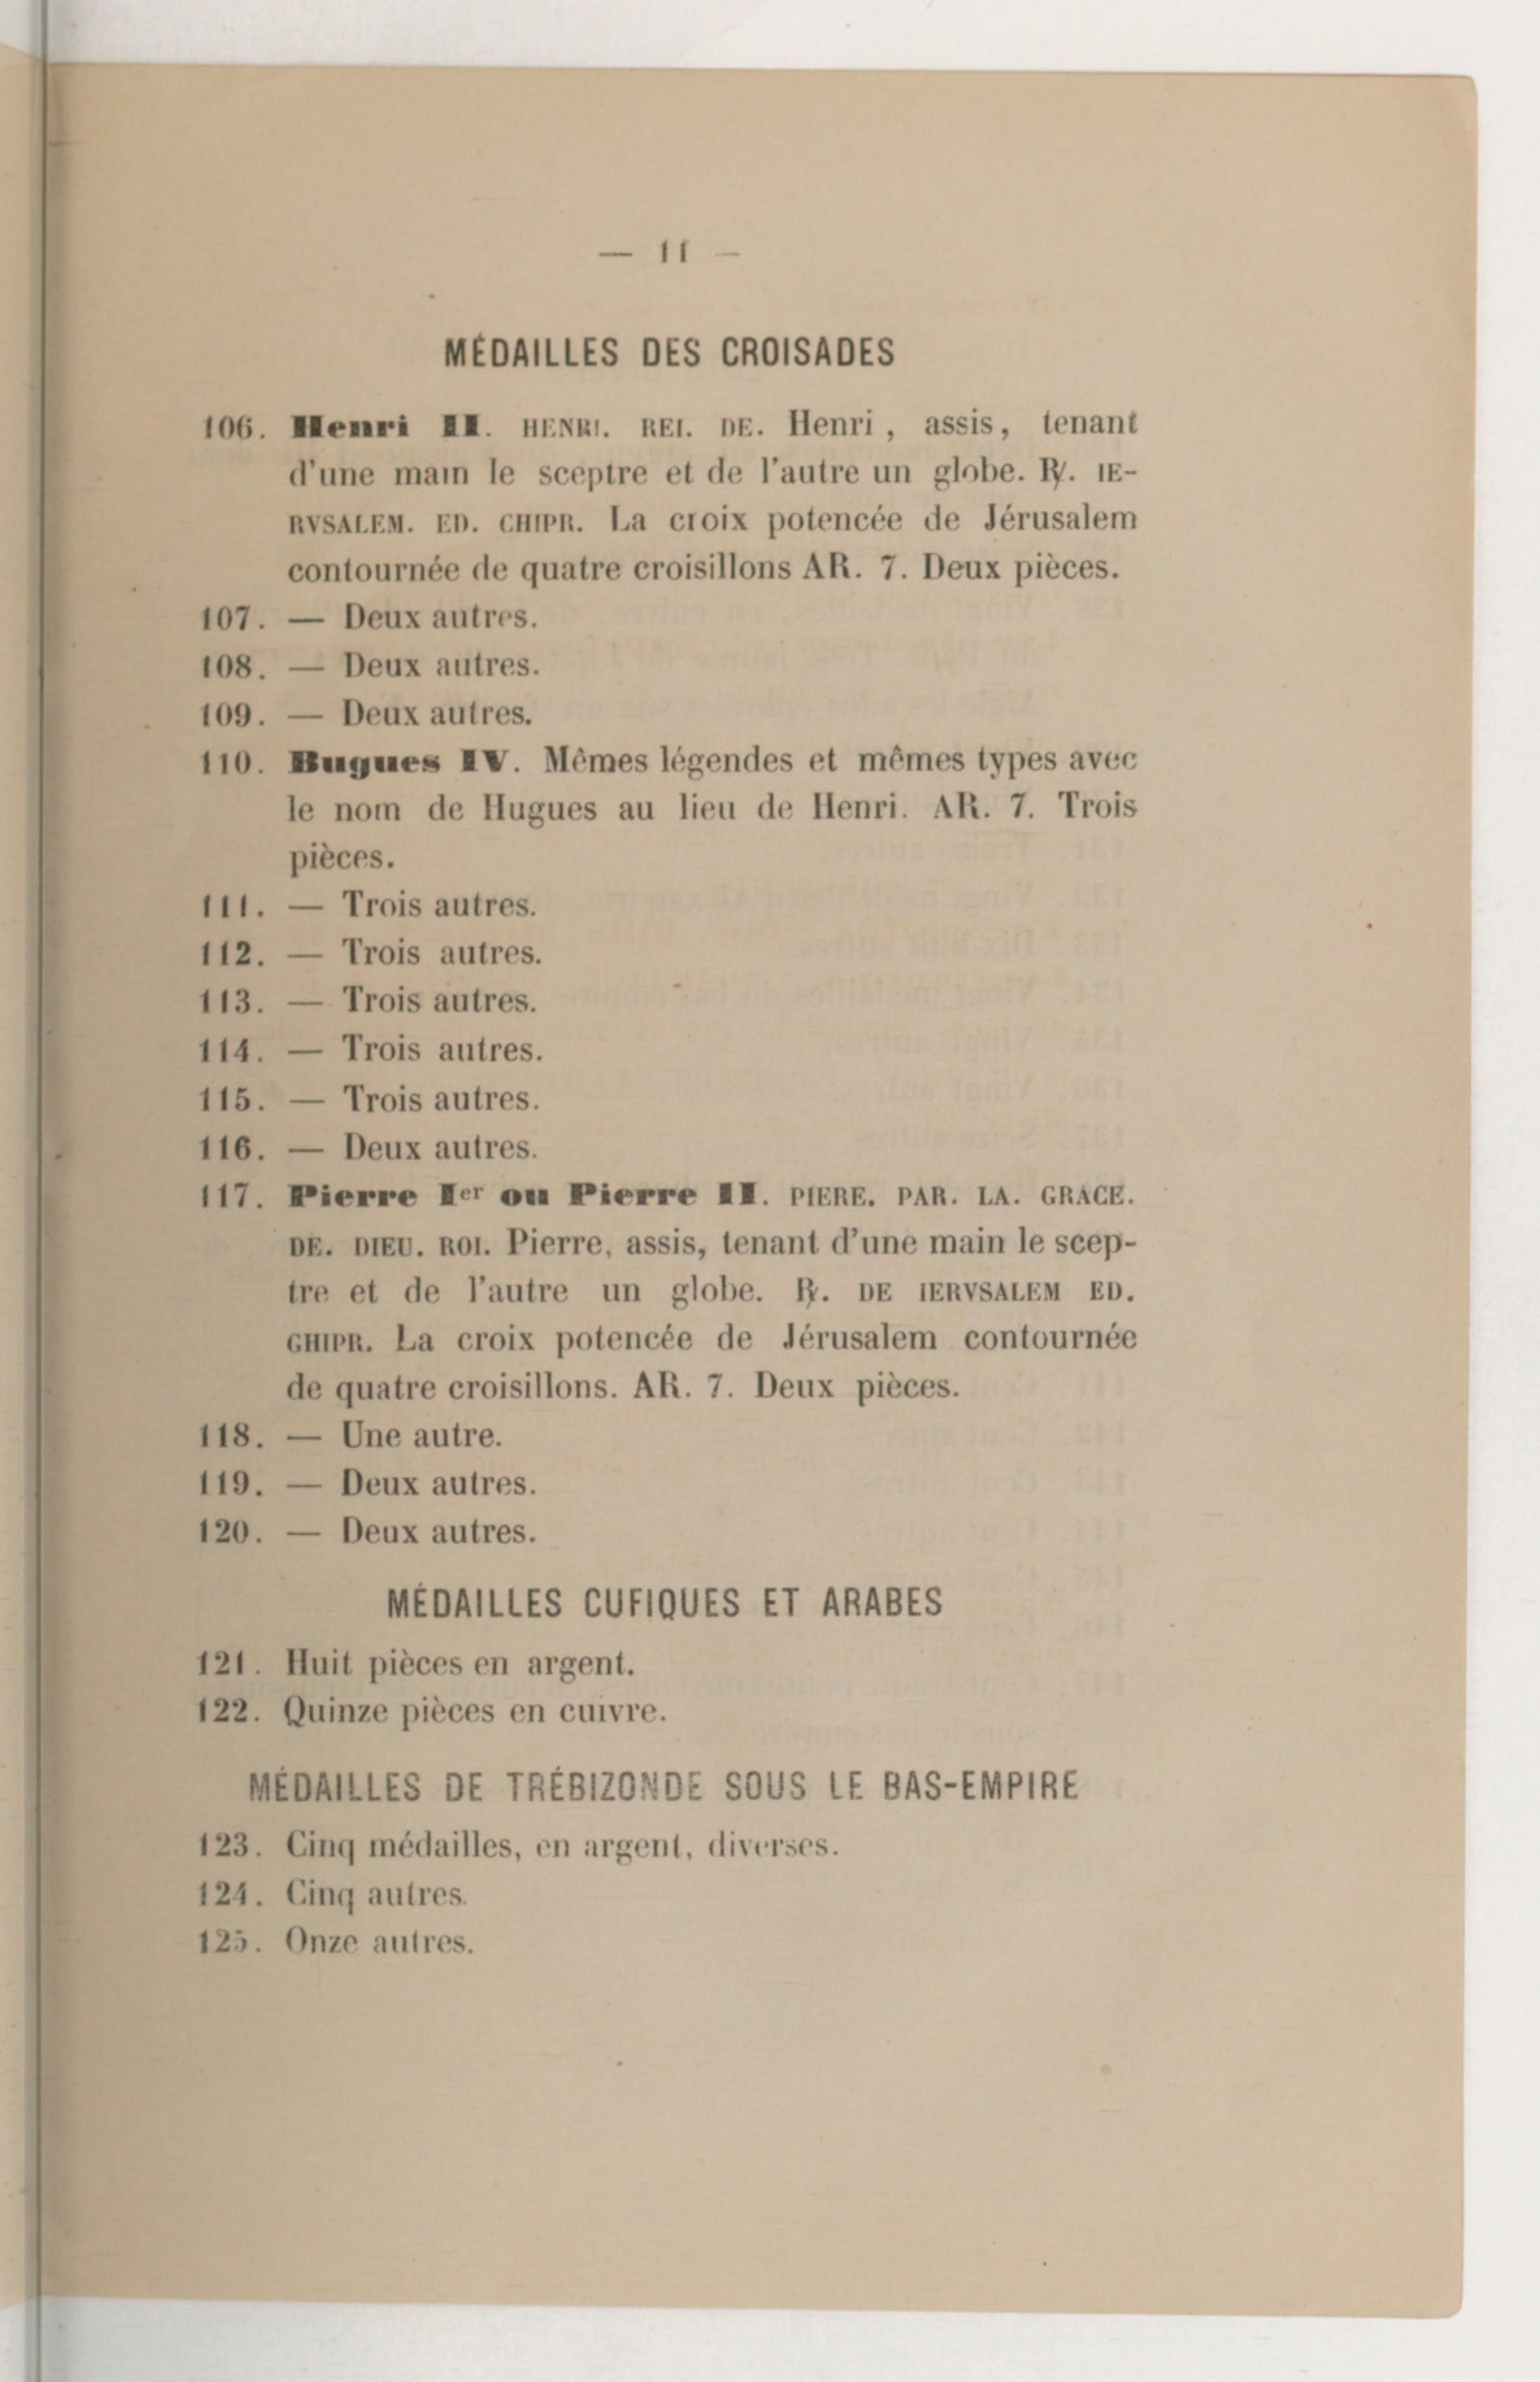 — 11 —
MÉDAILLES DES CROISADES
106. Henri II. HENRI. REI. DE. Henri, assis, tenant
d'une main le sceptre et de l'autre un globe. ℟. IE-
RVSALEM. ED. CHIPR. La croix potencée de Jérusalem
contournée de quatre croisillons AR. 7. Deux pièces.
107. — Deux autres.
108. — Deux autres.
109. — Deux autres.
110. Hugues IV. Mêmes légendes et mêmes types avec
le nom de Hugues au lieu de Henri. AR. 7. Trois
pièces.
111. — Trois autres.
112. — Trois autres.
113. — Trois autres.
114. — Trois autres.
115. — Trois autres.
116. — Deux autres.
117. Pierre Ier ou Pierre II. PIERE. PAR. LA. GRACE.
DE. DIEU. ROI. Pierre, assis, tenant d'une main le scep-
tre et de l'autre un globe. ℟. DE IERVSALEM ED.
CHIPR. La croix potencée de Jérusalem contournée
de quatre croisillons. AR. 7. Deux pièces.
118. — Une autre.
119. — Deux autres.
120. — Deux autres.
MÉDAILLES CUFIQUES ET ARABES
121. Huit pièces en argent.
122. Quinze pièces en cuivre.
MÉDAILLES DE TRÉBIZONDE SOUS LE BAS-EMPIRE
123. Cinq médailles, en argent, diverses.
124. Cinq autres.
125. Onze autres.